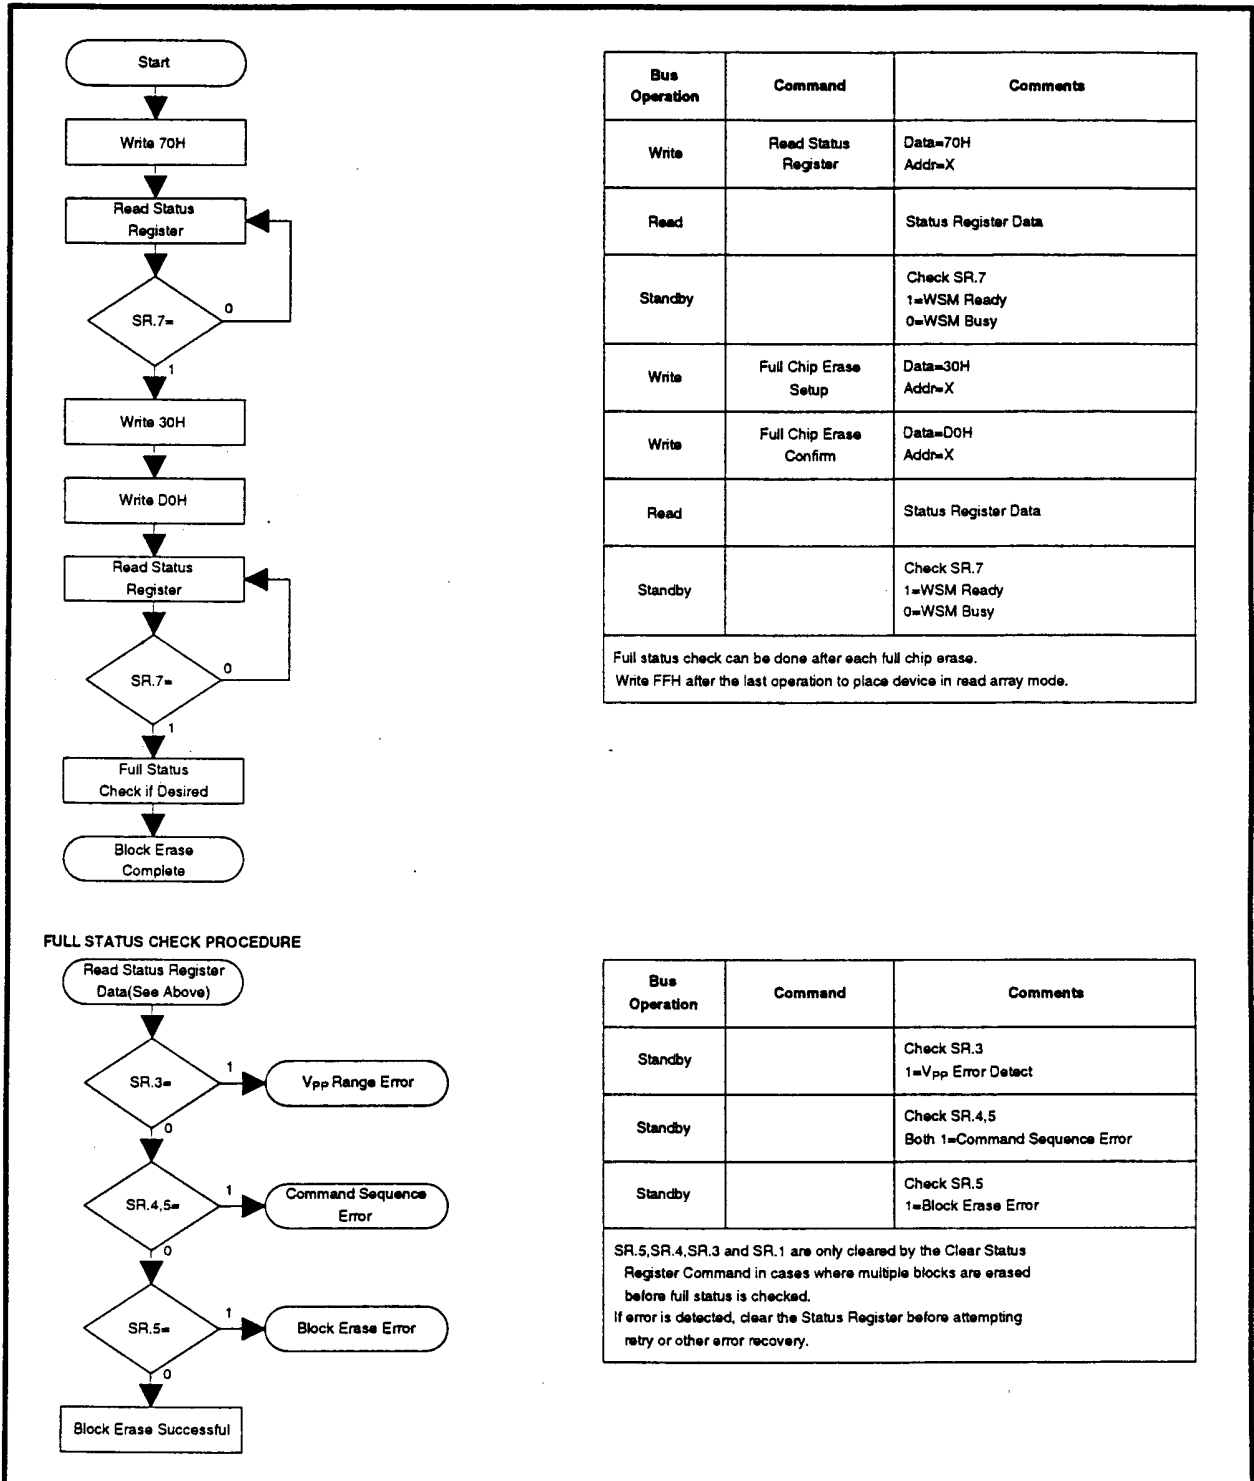 Start
Write 70H
Read Status
Register
SR.7=
0
1
Write 30H
Write D0H
Read Status
Register
SR.7=
0
1
Full Status
Check if Desired
Block Erase
Complete
Bus
Operation
Command
Comments
Write
Read Status
Register
Data=70H
Addr=X
Read
Status Register Data
Standby
Check SR.7
1=WSM Ready
0=WSM Busy
Write
Full Chip Erase
Setup
Data=30H
Addr=X
Write
Full Chip Erase
Confirm
Data=D0H
Addr=X
Read
Status Register Data
Standby
Check SR.7
1=WSM Ready
0=WSM Busy
Full status check can be done after each full chip erase.
Write FFH after the last operation to place device in read array mode.
FULL STATUS CHECK PROCEDURE
Read Status Register
Data(See Above)
SR.3=
1
VPP Range Error
0
SR.4,5=
1
Command Sequence
Error
0
SR.5=
1
Block Erase Error
0
Block Erase Successful
Bus
Operation
Command
Comments
Standby
Check SR.3
1=VPP Error Detect
Standby
Check SR.4,5
Both 1=Command Sequence Error
Standby
Check SR.5
1=Block Erase Error
SR.5,SR.4,SR.3 and SR.1 are only cleared by the Clear Status
Register Command in cases where multiple blocks are erased
before full status is checked.
If error is detected, clear the Status Register before attempting
retry or other error recovery.